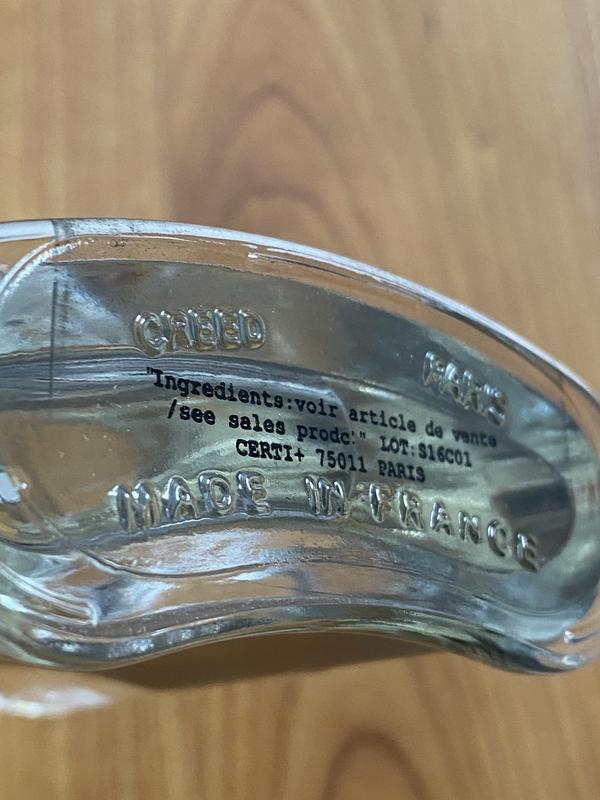 CREED
PARIS
"Ingredients:voir article de vente
/see sales prodc:" LOT:S16C01
CERTI+ 75011 PARIS
MADE IN FRANCE